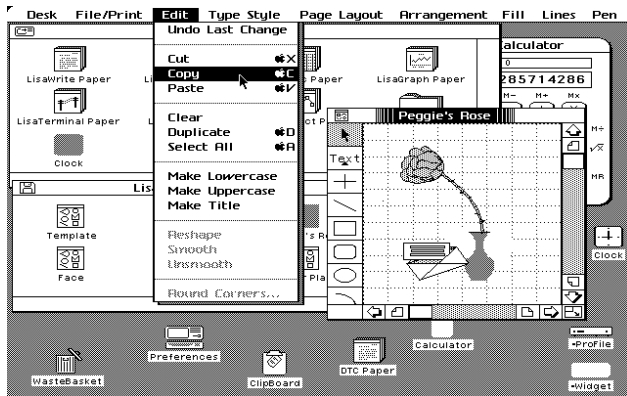 Desk File/Print Edit Type Style Page Layout Arrangement Fill Lines Pen
Undo Last Change
Cut X
Copy C
Paste V
Clear
Duplicate D
Select All A
Make Lowercase
Make Uppercase
Make Title
Reshape
Smooth
Unsmooth
Round Corners...
LisaWrite Paper
Paper
LisaGraph Paper
LisaTerminal Paper
Clock
Template
Face
Calculator
0
285714286
M- M+ Mx
M÷
√x
MR
Peggie's Rose
Text
Clock
Preferences
WasteBasket
ClipBoard
DTC Paper
Calculator
-ProFile
-Widget